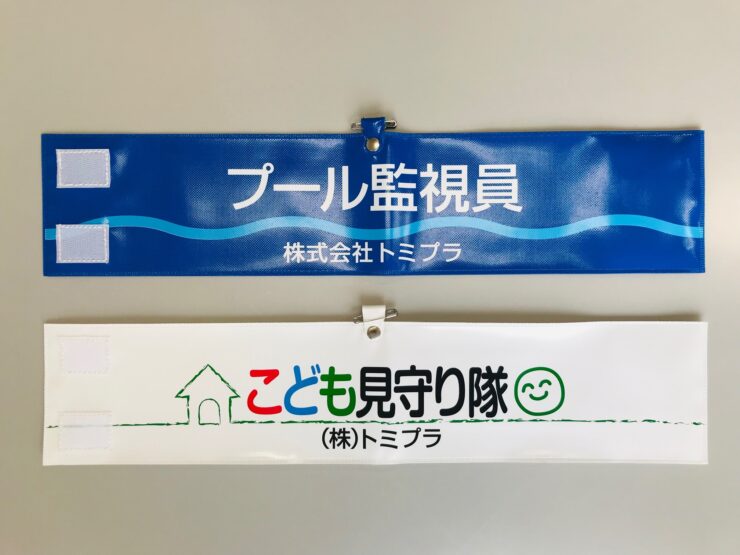 プール監視員
株式会社トミプラ
こども見守り隊
(株)トミプラ